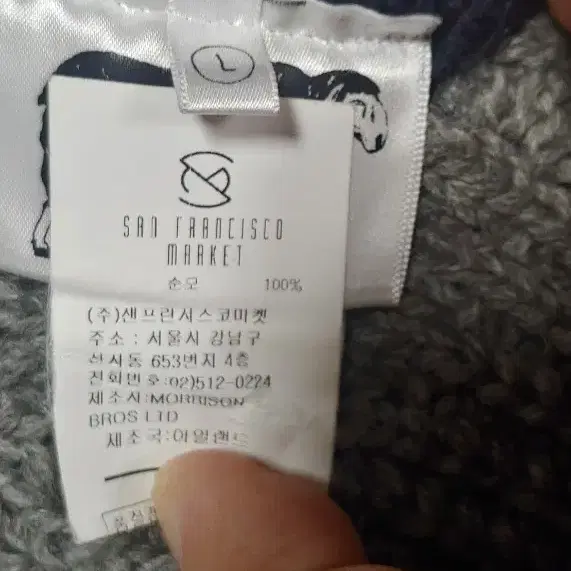 L
SAN FRANCISCO
MARKET
순모 100%
(주)샌프란시스코마켓
주소 : 서울시 강남구
신사동 653번지 4층
전화번호:02)512-0224
제조사:MORRISON
BROS LTD
제조국:아일랜드